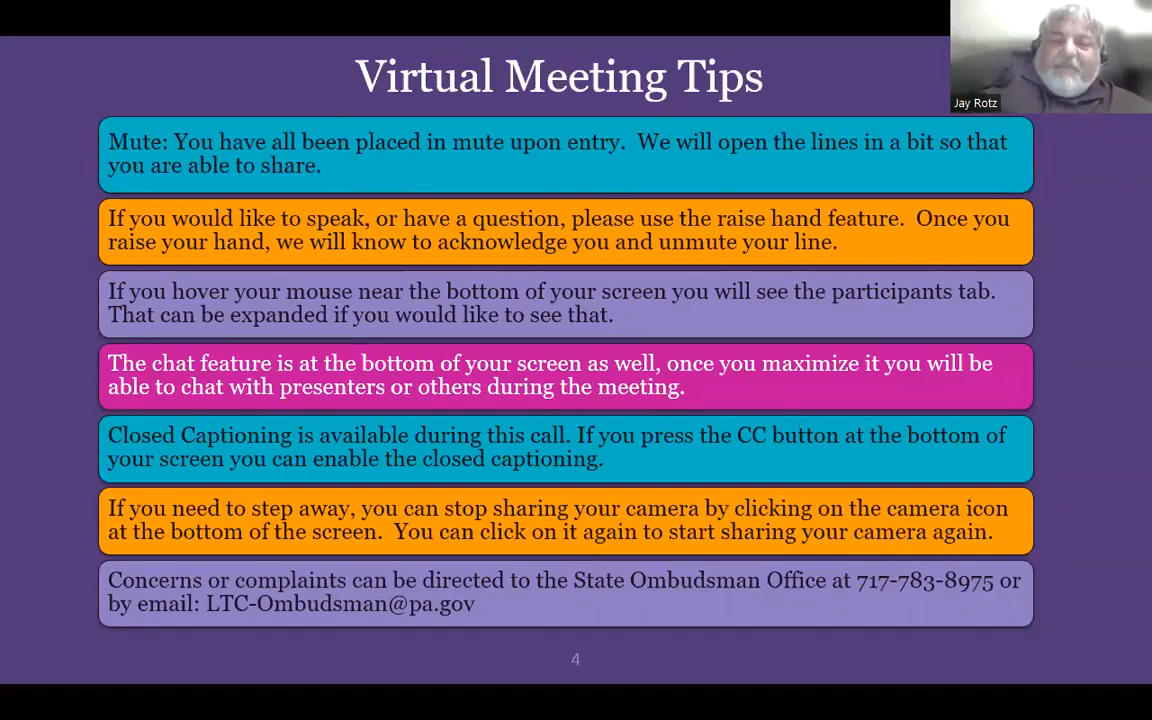 Virtual Meeting Tips
Jay Rotz
Mute: You have all been placed in mute upon entry.  We will open the lines in a bit so that
you are able to share.
If you would like to speak, or have a question, please use the raise hand feature.  Once you
raise your hand, we will know to acknowledge you and unmute your line.
If you hover your mouse near the bottom of your screen you will see the participants tab.
That can be expanded if you would like to see that.
The chat feature is at the bottom of your screen as well, once you maximize it you will be
able to chat with presenters or others during the meeting.
Closed Captioning is available during this call. If you press the CC button at the bottom of
your screen you can enable the closed captioning.
If you need to step away, you can stop sharing your camera by clicking on the camera icon
at the bottom of the screen.  You can click on it again to start sharing your camera again.
Concerns or complaints can be directed to the State Ombudsman Office at 717-783-8975 or
by email: LTC-Ombudsman@pa.gov
4